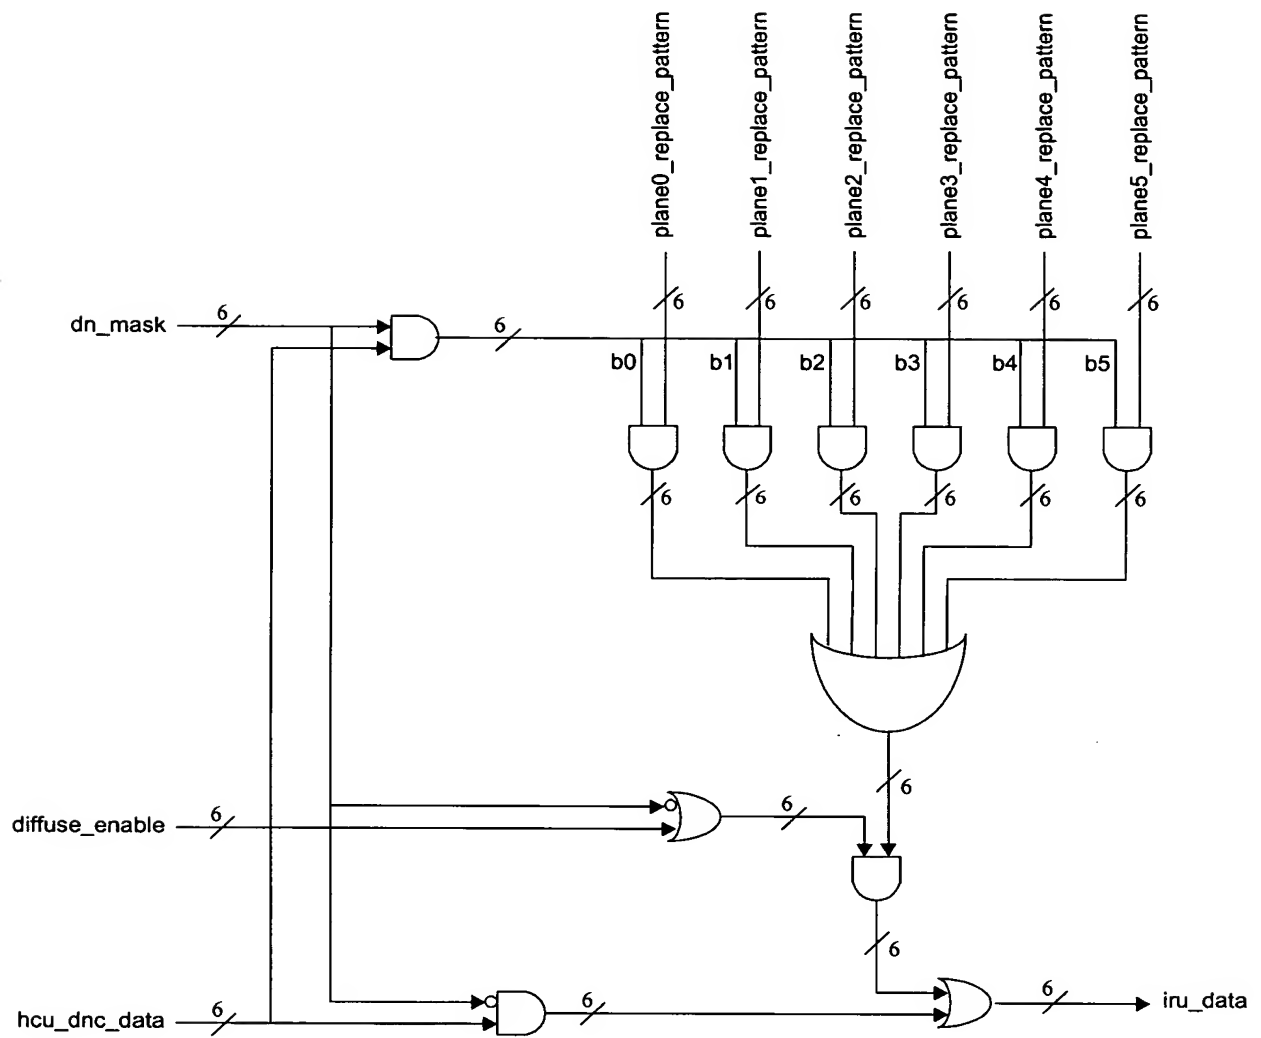 plane0_replace_pattern
plane1_replace_pattern
plane2_replace_pattern
plane3_replace_pattern
plane4_replace_pattern
plane5_replace_pattern
6 6 6 6 6 6
dn_mask 6 6
b0 b1 b2 b3 b4 b5
6 6 6 6 6 6
6
diffuse_enable 6 6
6
hcu_dnc_data 6 6 6 iru_data